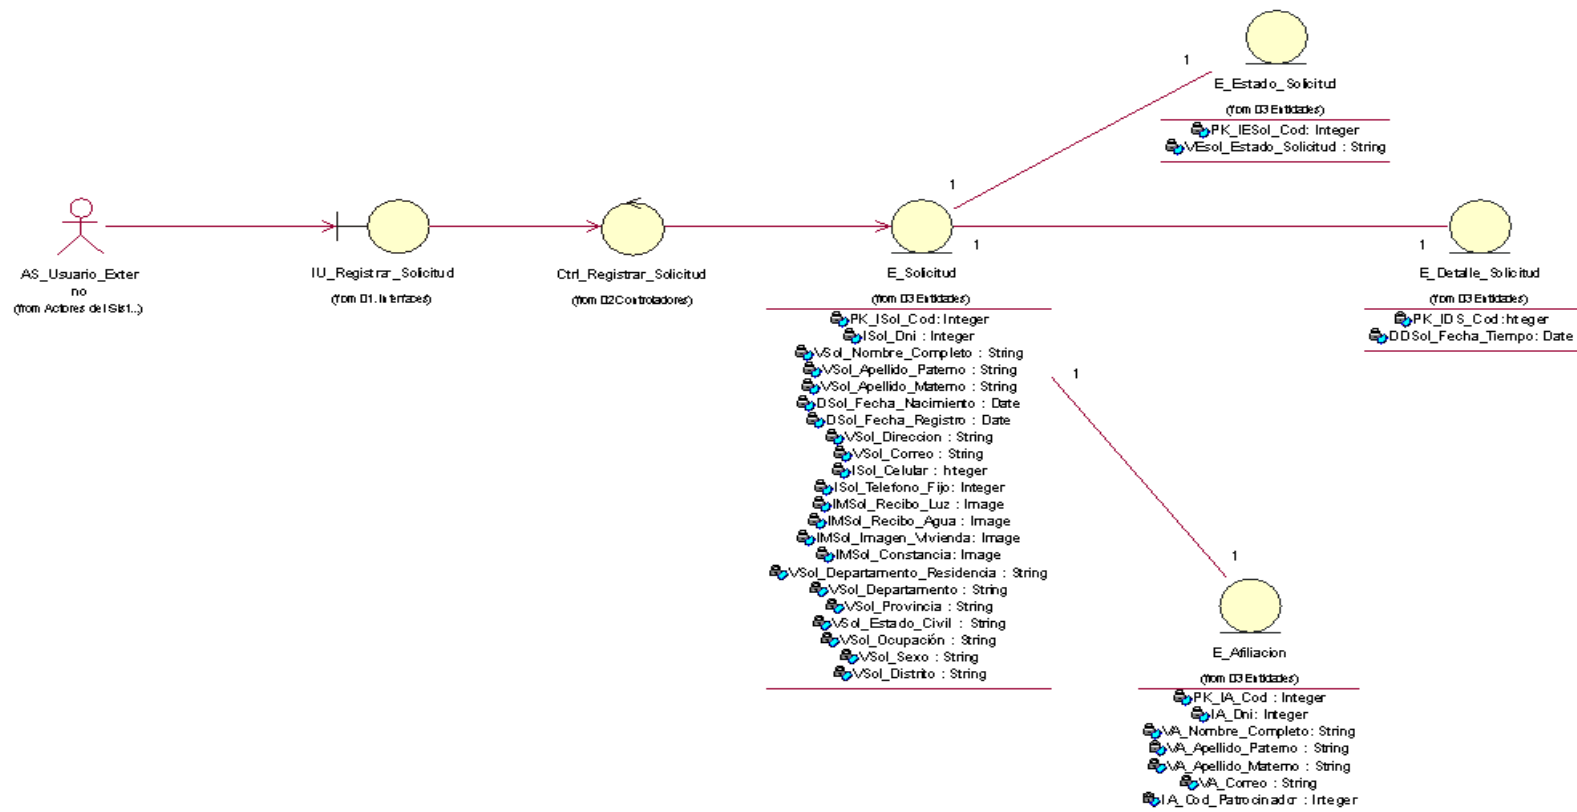 1
E_Estado_Solicitud
(from 03 Entidades)
PK_IESol_Cod: Integer
VEsol_Estado_Solicitud : String
1
AS_Usuario_Exter
no
(from Actores del Sist...)
IU_Registrar_Solicitud
(from 01. Interfaces)
Ctrl_Registrar_Solicitud
(from 02 Controladores)
1
1
E_Solicitud
(from 03 Entidades)
PK_ISol_Cod: Integer
ISol_Dni : Integer
VSol_Nombre_Completo : String
VSol_Apellido_Paterno : String
VSol_Apellido_Materno : String
DSol_Fecha_Nacimiento : Date
DSol_Fecha_Registro : Date
VSol_Direccion : String
VSol_Correo : String
ISol_Celular : Integer
ISol_Telefono_Fijo: Integer
IMSol_Recibo_Luz : Image
IMSol_Recibo_Agua : Image
IMSol_Imagen_Vivienda: Image
IMSol_Constancia: Image
VSol_Departamento_Residencia : String
VSol_Departamento : String
VSol_Provincia : String
VSol_Estado_Civil : String
VSol_Ocupación : String
VSol_Sexo : String
VSol_Distrito : String
1
E_Detalle_Solicitud
(from 03 Entidades)
PK_IDS_Cod:Integer
DDSol_Fecha_Tiempo: Date
1
1
E_Afiliacion
(from 03 Entidades)
PK_IA_Cod : Integer
IA_Dni: Integer
VA_Nombre_Completo: String
VA_Apellido_Paterno : String
VA_Apellido_Materno : String
VA_Correo : String
IA_Cod_Patrocinador : Integer